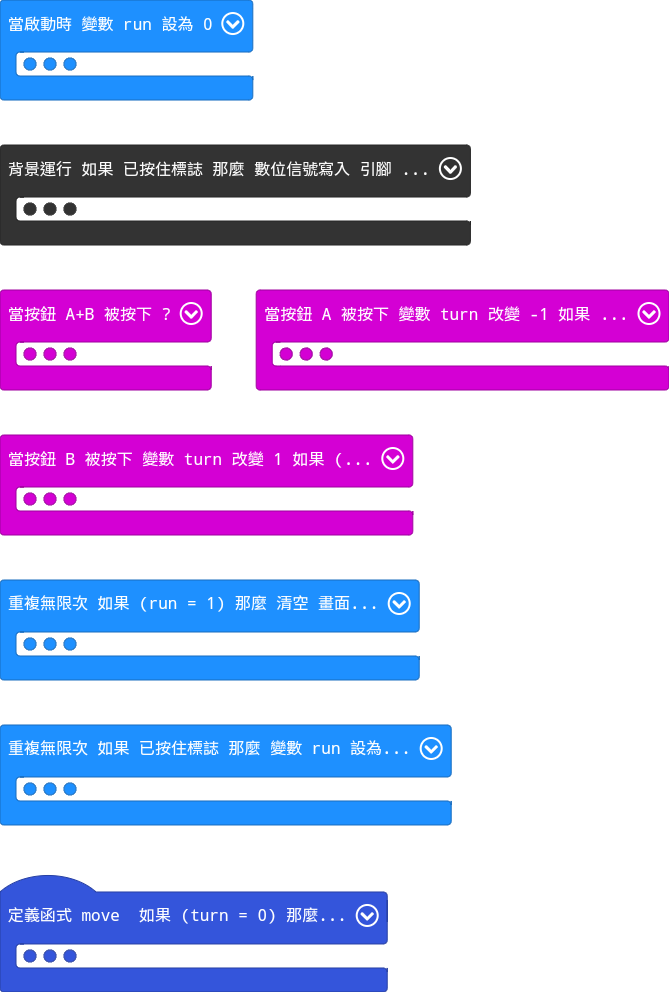 當啟動時 變數 run 設為 0
背景運行 如果 已按住標誌 那麼 數位信號寫入 引腳 ...
當按鈕 A+B 被按下 ?
當按鈕 A 被按下 變數 turn 改變 -1 如果 ...
當按鈕 B 被按下 變數 turn 改變 1 如果 (...
重複無限次 如果 (run = 1) 那麼 清空 畫面...
重複無限次 如果 已按住標誌 那麼 變數 run 設為...
定義函式 move 如果 (turn = 0) 那麼...